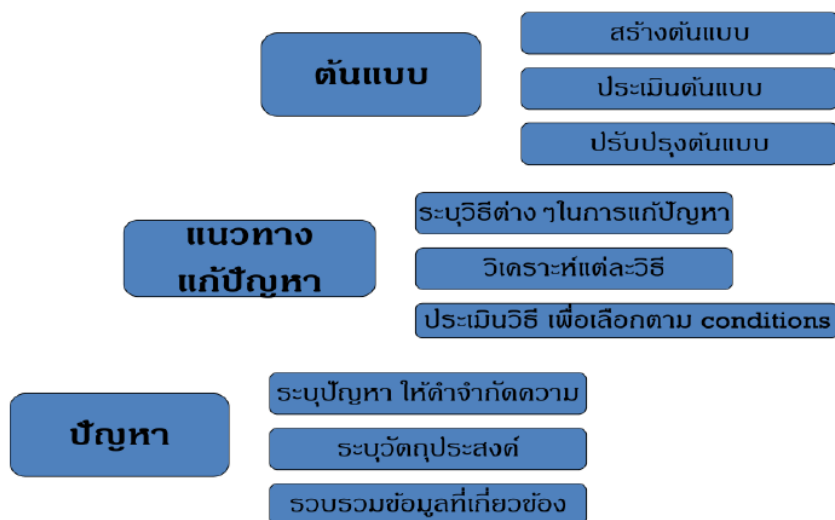 ต้นแบบ
สร้างต้นแบบ
ประเมินต้นแบบ
ปรับปรุงต้นแบบ
แนวทาง
แก้ปัญหา
ระบุวิธีต่าง ๆในการแก้ปัญหา
วิเคราะห์แต่ละวิธี
ประเมินวิธี เพื่อเลือกตาม conditions
ปัญหา
ระบุปัญหา ให้คำจำกัดความ
ระบุวัตถุประสงค์
รวบรวมข้อมูลที่เกี่ยวข้อง